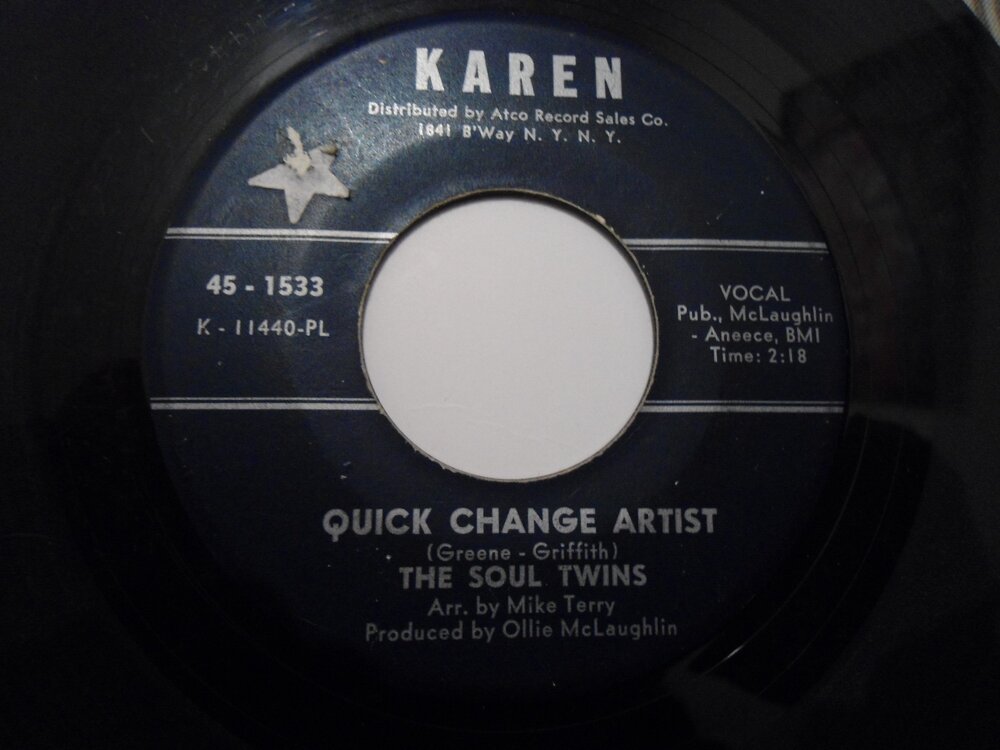 KAREN
Distributed by Atco Record Sales Co.
1841 B'Way N. Y. N. Y.
45 - 1533
K - 11440-PL
VOCAL
Pub., McLaughlin
- Aneece, BMI
Time: 2:18
QUICK CHANGE ARTIST
(Greene - Griffith)
THE SOUL TWINS
Arr. by Mike Terry
Produced by Ollie McLaughlin